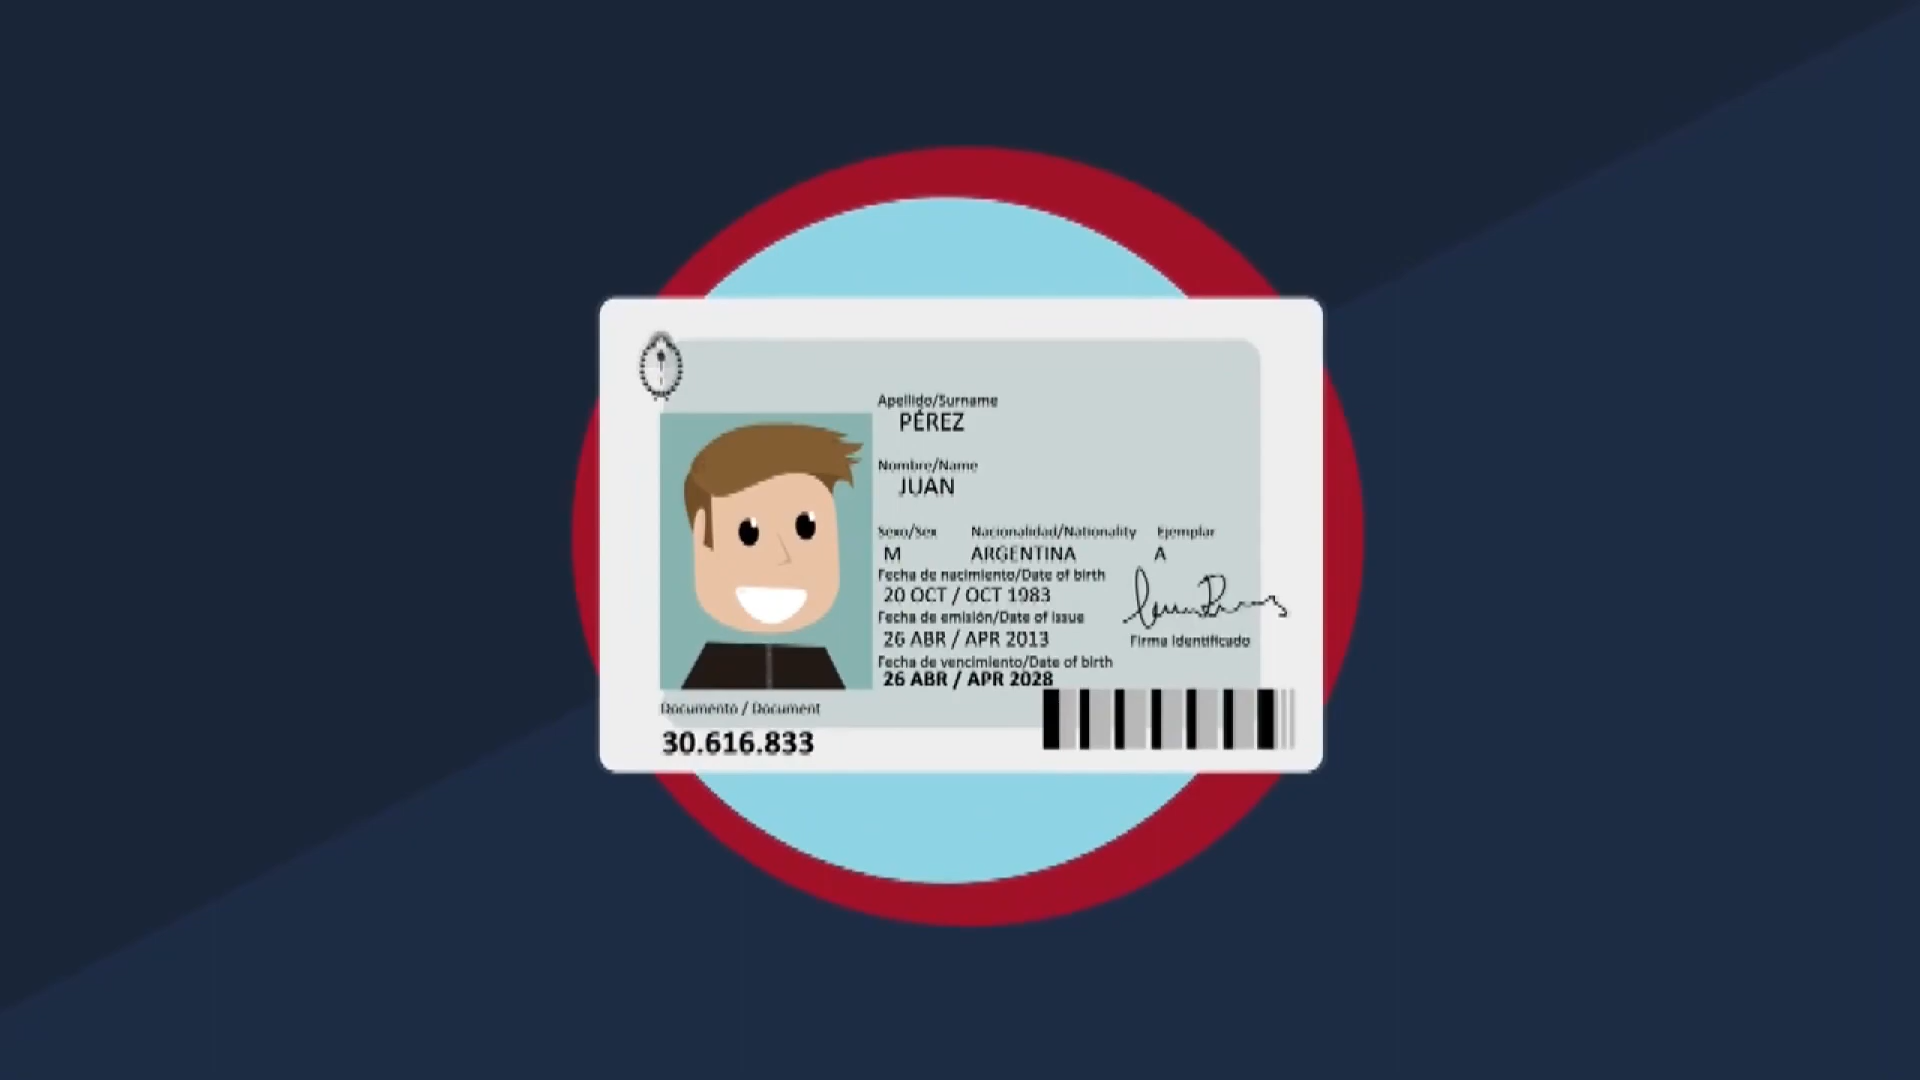 Apellido/Surname
PÉREZ
Nombre/Name
JUAN
Sexo/Sex Nacionalidad/Nationality Ejemplar
M ARGENTINA A
Fecha de nacimiento/Date of birth
20 OCT / OCT 1983
Fecha de emisión/Date of issue
26 ABR / APR 2013
Firma Identificado
Fecha de vencimiento/Date of birth
26 ABR / APR 2028
Documento / Document
30.616.833